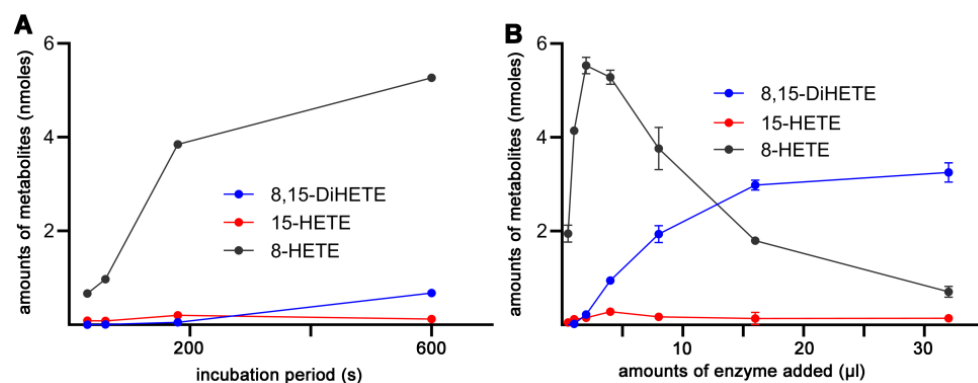 A
amounts of metabolites (nmoles)
6
4
2
8,15-DiHETE
15-HETE
8-HETE
200
600
incubation period (s)
B
amounts of metabolites (nmoles)
6
4
2
8,15-DiHETE
15-HETE
8-HETE
10
20
30
amounts of enzyme added (µl)